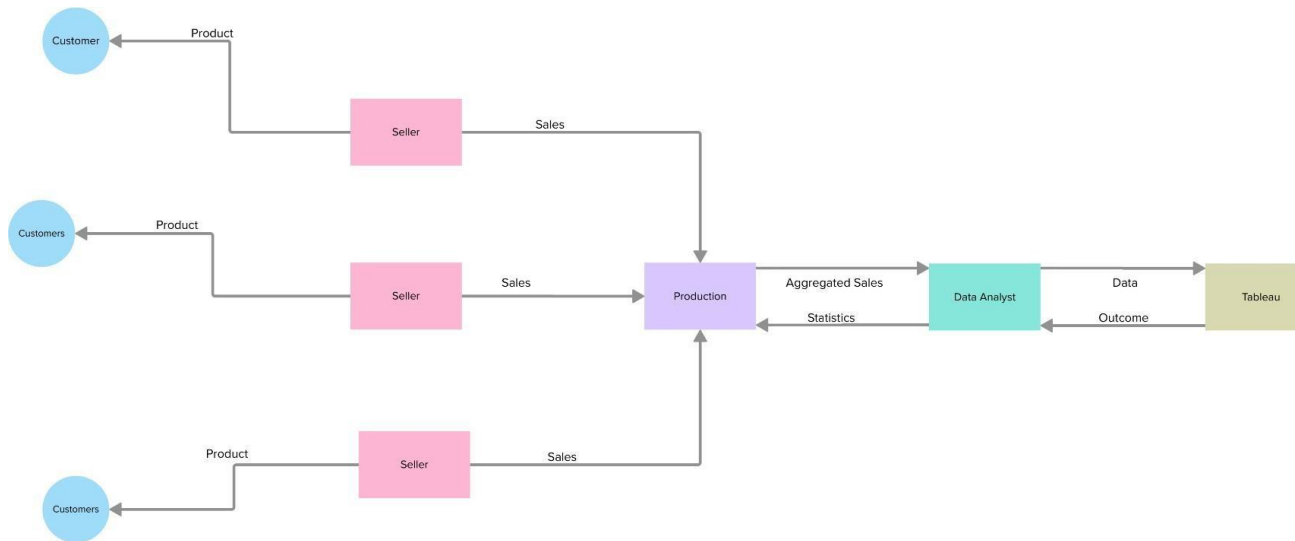 Customer
Product
Seller
Sales
Customers
Product
Seller
Sales
Production
Aggregated Sales
Statistics
Data Analyst
Data
Outcome
Tableau
Customers
Product
Seller
Sales